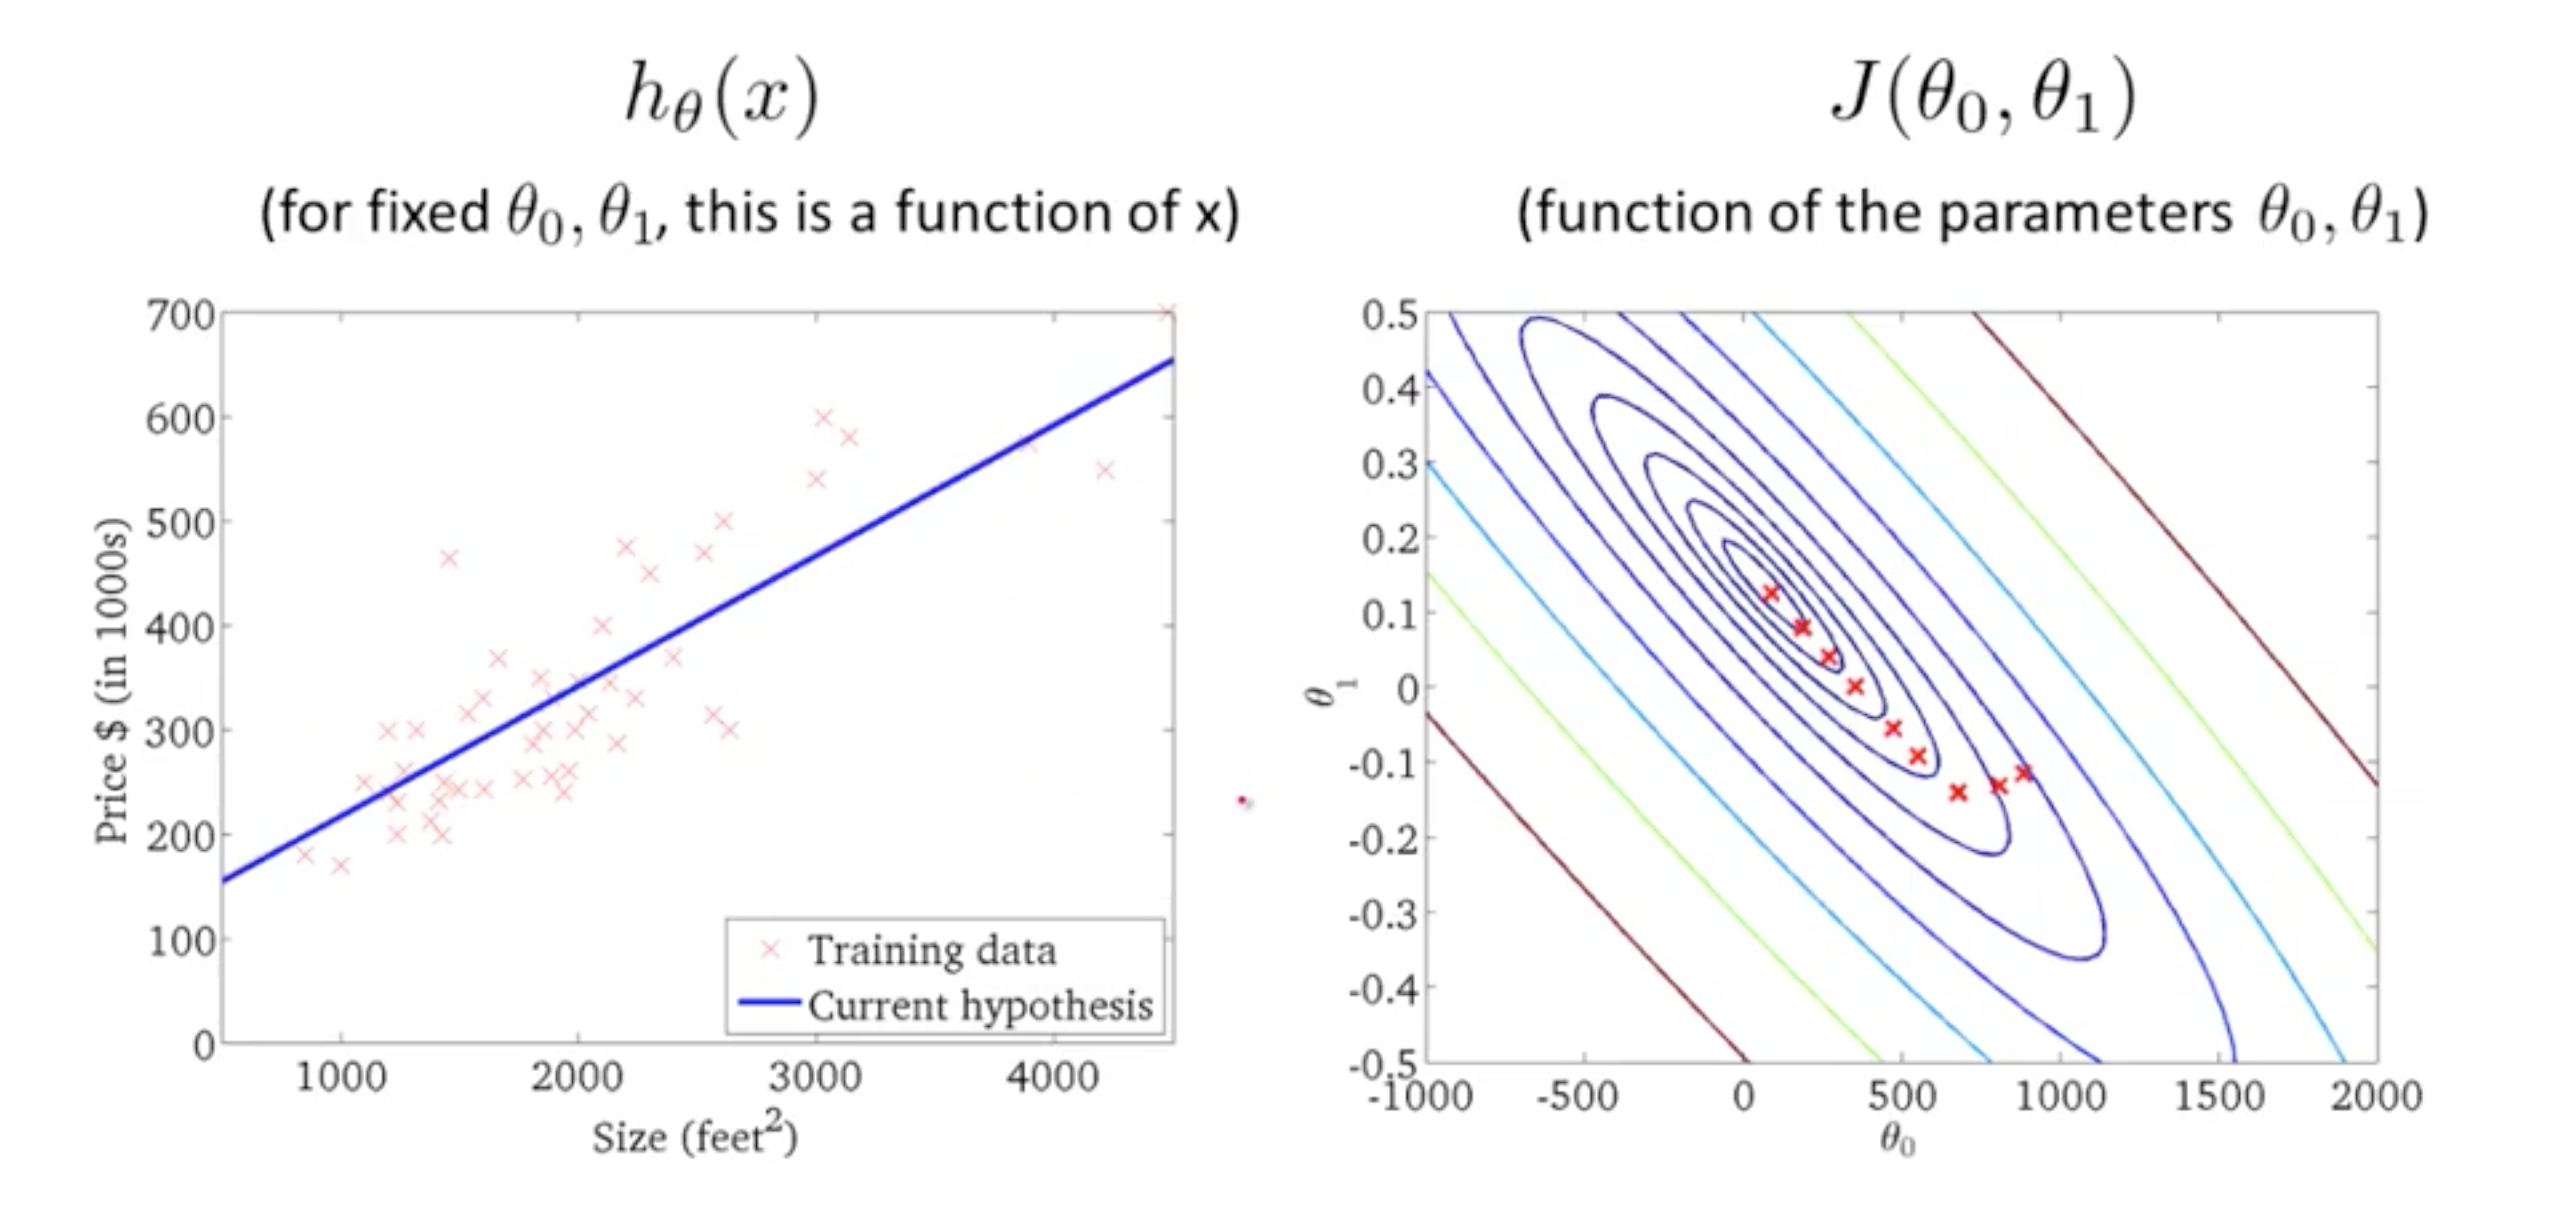 hθ(x)
(for fixed θ0, θ1, this is a function of x)
700
600
500
400
300
200
100
0
Price $ (in 1000s)
1000 2000 3000 4000
Size (feet²)
Training data
Current hypothesis
J(θ0, θ1)
(function of the parameters θ0, θ1)
0.5
0.4
0.3
0.2
0.1
0
-0.1
-0.2
-0.3
-0.4
-0.5
θ1
-1000 -500 0 500 1000 1500 2000
θ0